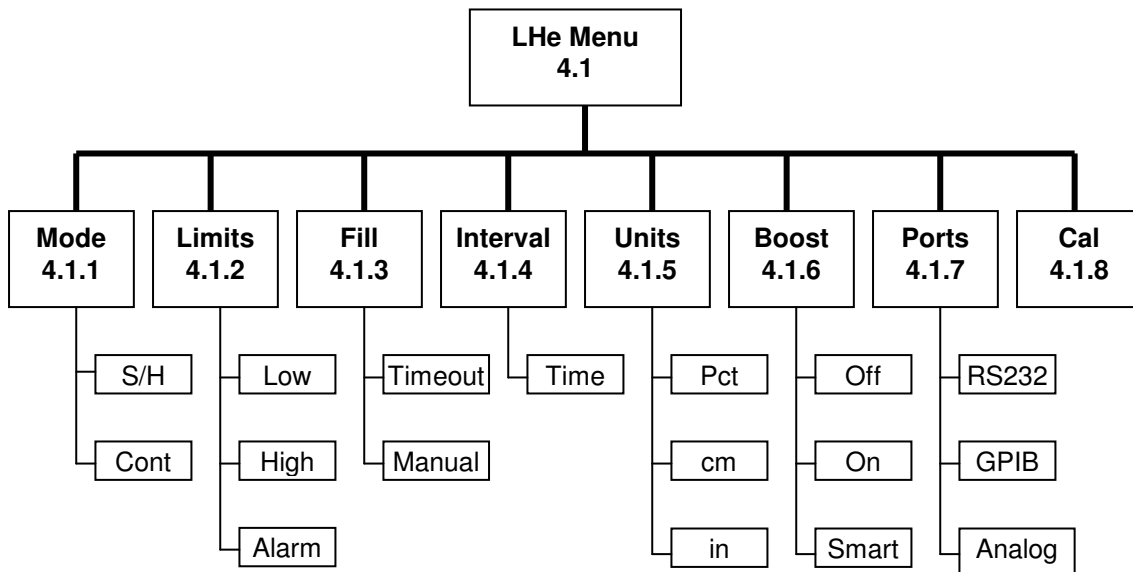 LHe Menu
4.1
Mode
4.1.1
Limits
4.1.2
Fill
4.1.3
Interval
4.1.4
Units
4.1.5
Boost
4.1.6
Ports
4.1.7
Cal
4.1.8
S/H
Cont
Low
High
Alarm
Timeout
Manual
Time
Pct
cm
in
Off
On
Smart
RS232
GPIB
Analog